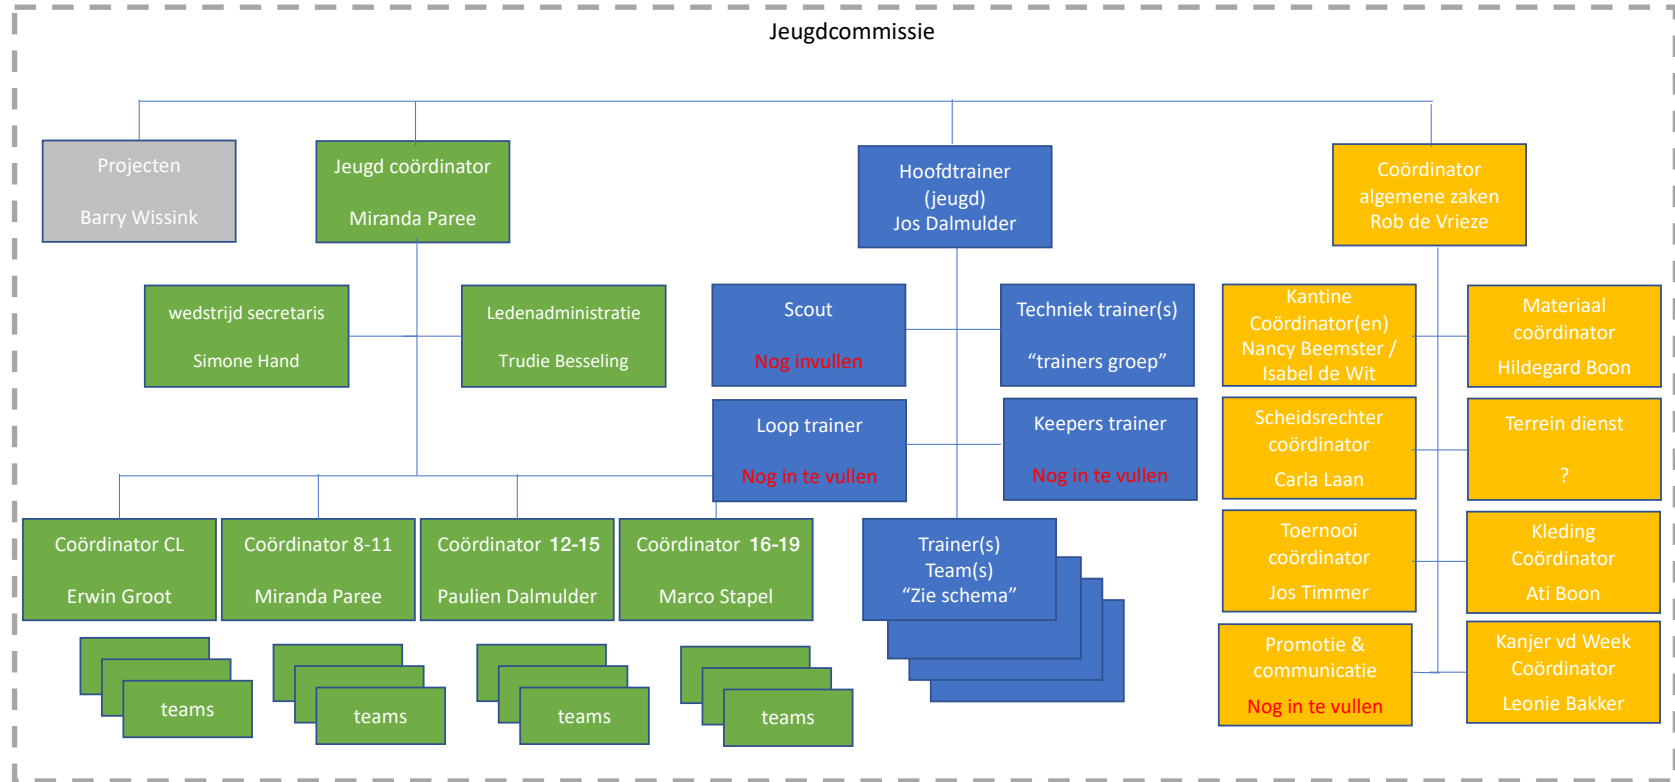 Jeugdcommissie
Projecten
Barry Wissink
Jeugd coördinator
Miranda Paree
Hoofdtrainer
(jeugd)
Jos Dalmulder
Coördinator
algemene zaken
Rob de Vrieze
wedstrijd secretaris
Simone Hand
Ledenadministratie
Trudie Besseling
Scout
Nog invullen
Techniek trainer(s)
“trainers groep”
Kantine
Coördinator(en)
Nancy Beemster /
Isabel de Wit
Materiaal
coördinator
Hildegard Boon
Loop trainer
Nog in te vullen
Keepers trainer
Nog in te vullen
Scheidsrechter
coördinator
Carla Laan
Terrein dienst
?
Coördinator CL
Erwin Groot
Coördinator 8-11
Miranda Paree
Coördinator 12-15
Paulien Dalmulder
Coördinator 16-19
Marco Stapel
Trainer(s)
Team(s)
“Zie schema”
Toernooi
coördinator
Jos Timmer
Kleding
Coördinator
Ati Boon
teams
teams
teams
teams
Promotie &
communicatie
Nog in te vullen
Kanjer vd Week
Coördinator
Leonie Bakker